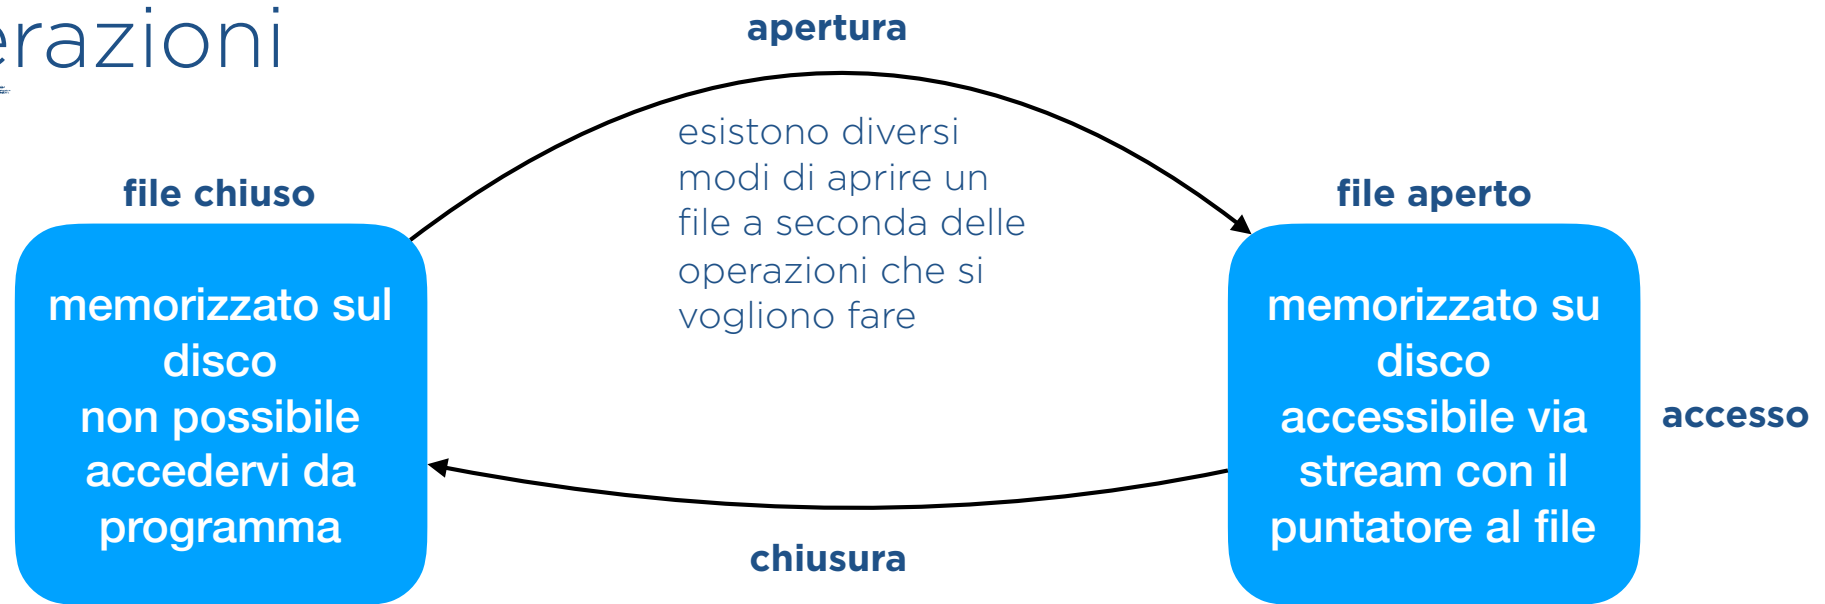 erazioni
apertura
esistono diversi
modi di aprire un
file a seconda delle
operazioni che si
vogliono fare
file chiuso
memorizzato sul
disco
non possibile
accedervi da
programma
file aperto
memorizzato su
disco
accessibile via
stream con il
puntatore al file
accesso
chiusura